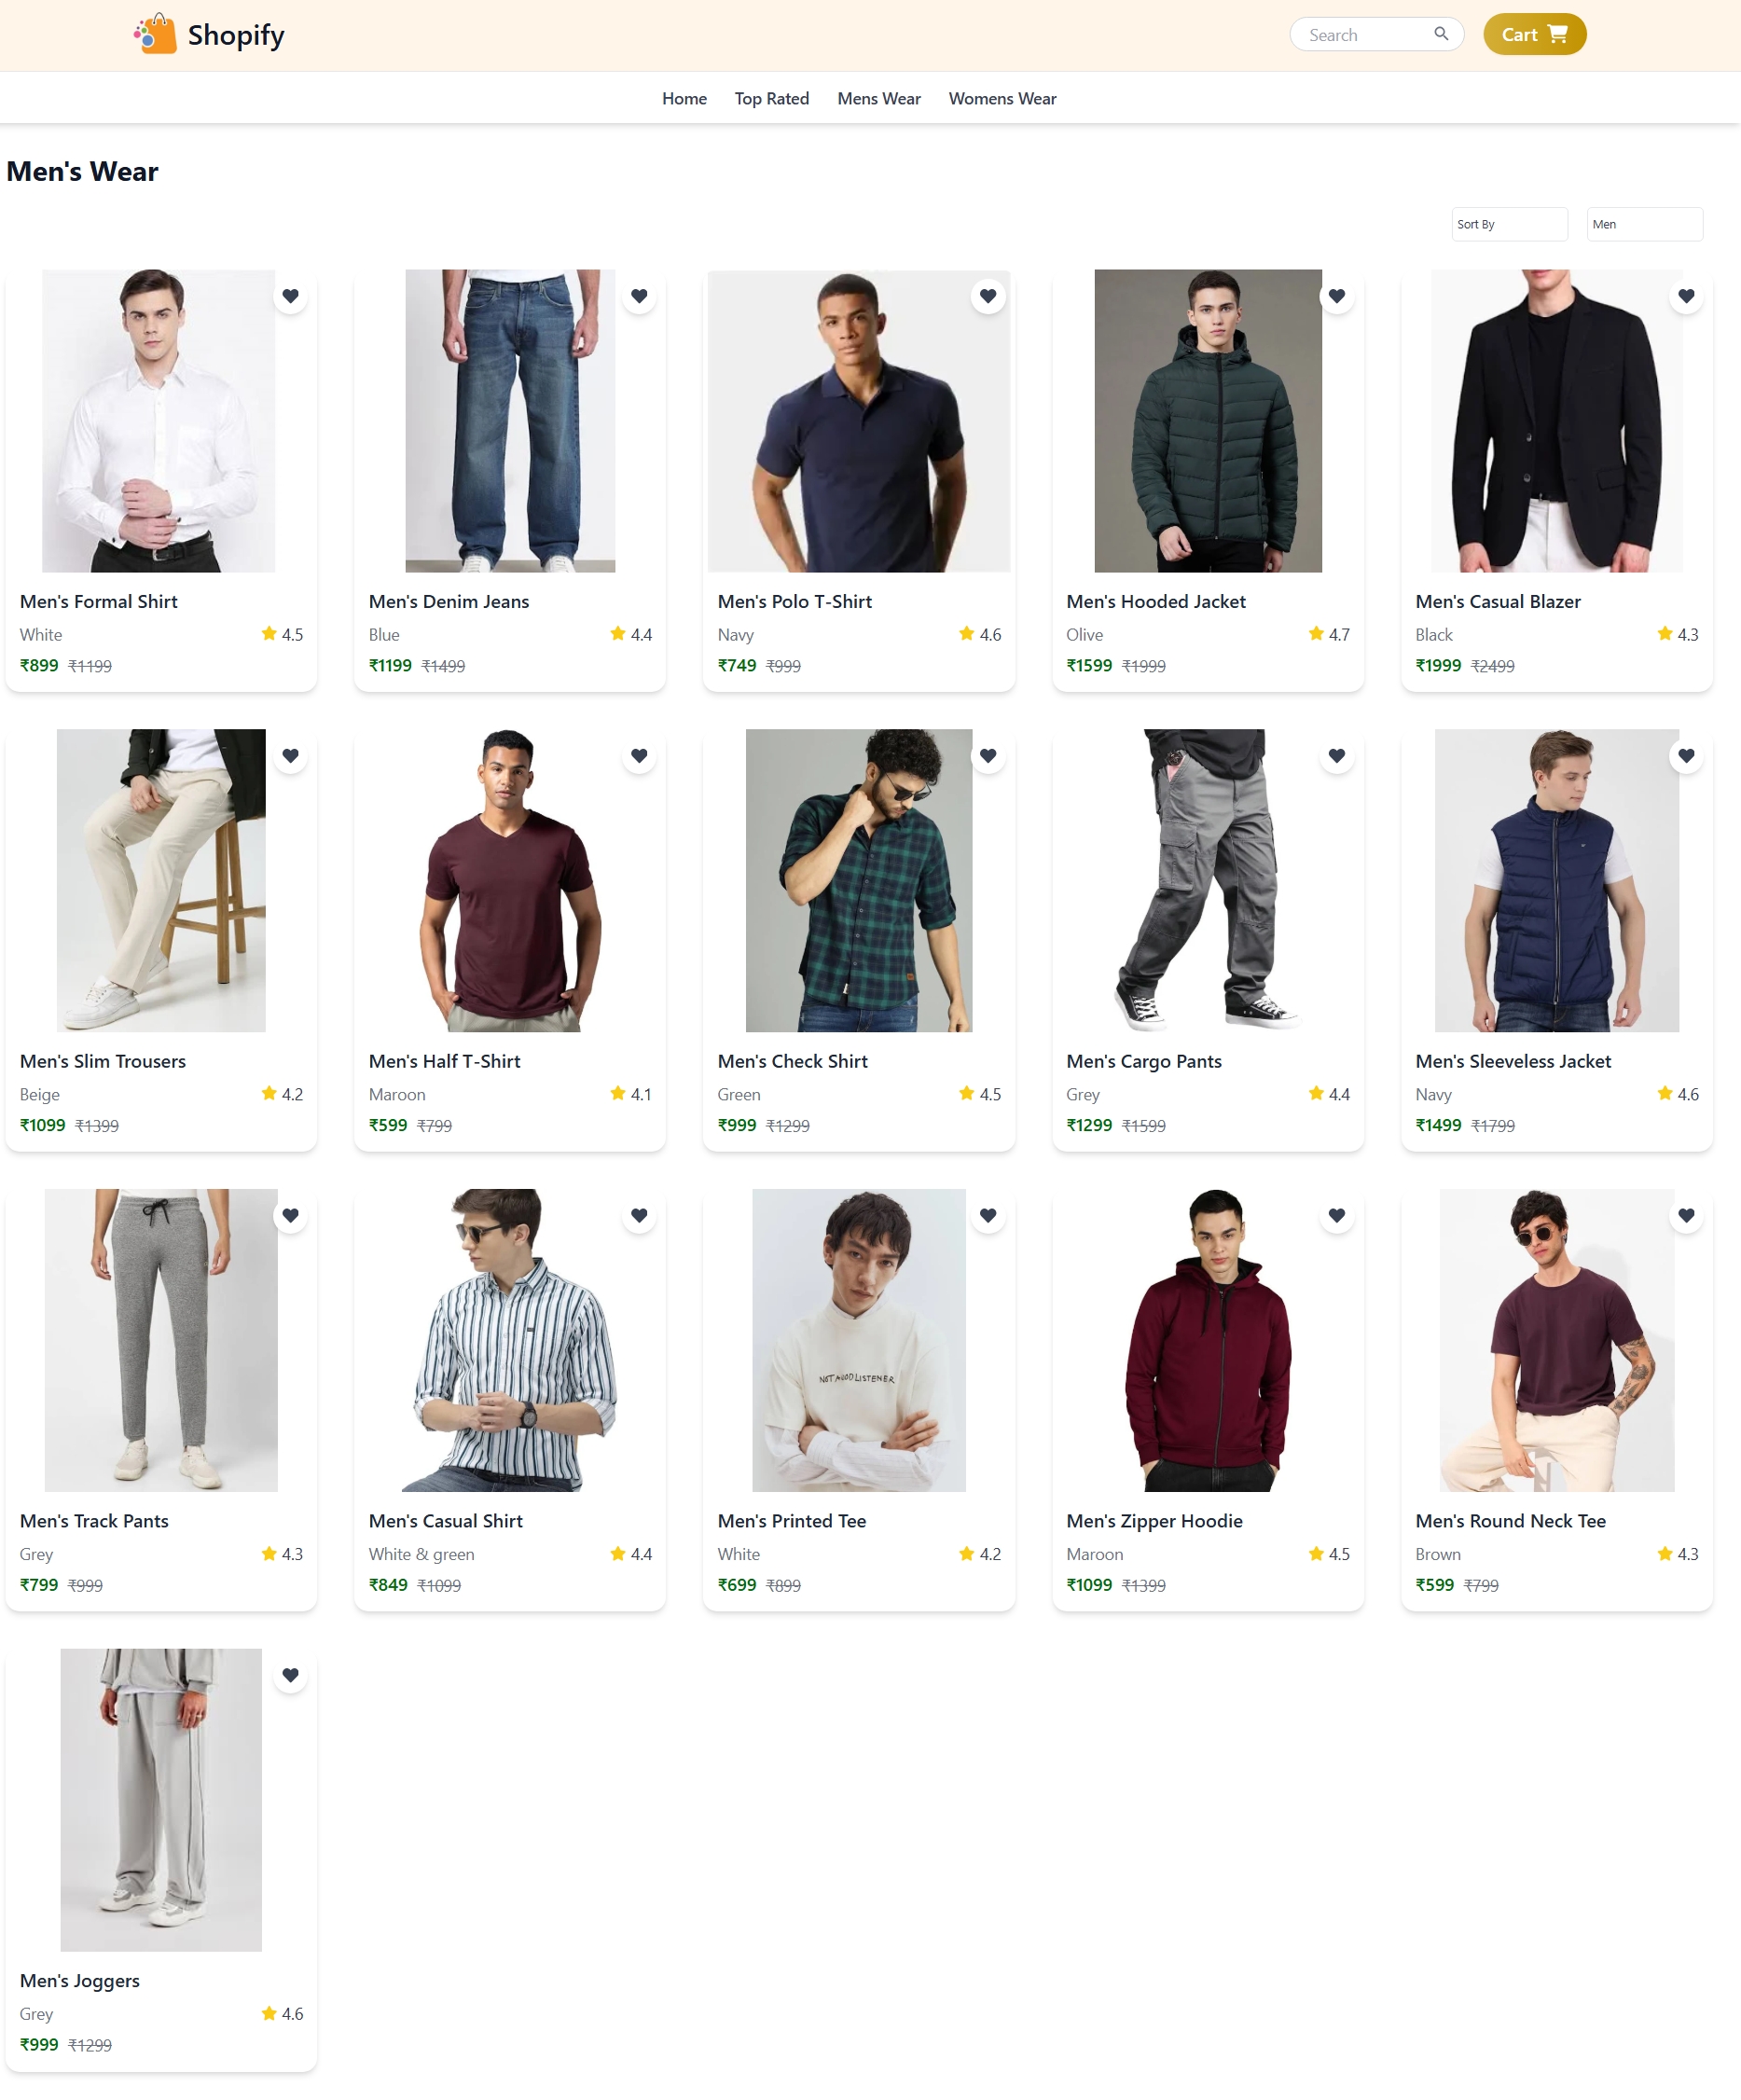 Shopify
Search
Cart
Home Top Rated Mens Wear Womens Wear
Men's Wear
Sort By
Men
Men's Formal Shirt
White 4.5
₹899 ₹1199
Men's Denim Jeans
Blue 4.4
₹1199 ₹1499
Men's Polo T-Shirt
Navy 4.6
₹749 ₹999
Men's Hooded Jacket
Olive 4.7
₹1599 ₹1999
Men's Casual Blazer
Black 4.3
₹1999 ₹2499
Men's Slim Trousers
Beige 4.2
₹1099 ₹1399
Men's Half T-Shirt
Maroon 4.1
₹599 ₹799
Men's Check Shirt
Green 4.5
₹999 ₹1299
Men's Cargo Pants
Grey 4.4
₹1299 ₹1599
Men's Sleeveless Jacket
Navy 4.6
₹1499 ₹1799
Men's Track Pants
Grey 4.3
₹799 ₹999
Men's Casual Shirt
White & green 4.4
₹849 ₹1099
NOT A GOOD LISTENER
Men's Printed Tee
White 4.2
₹699 ₹899
Men's Zipper Hoodie
Maroon 4.5
₹1099 ₹1399
Men's Round Neck Tee
Brown 4.3
₹599 ₹799
Men's Joggers
Grey 4.6
₹999 ₹1299